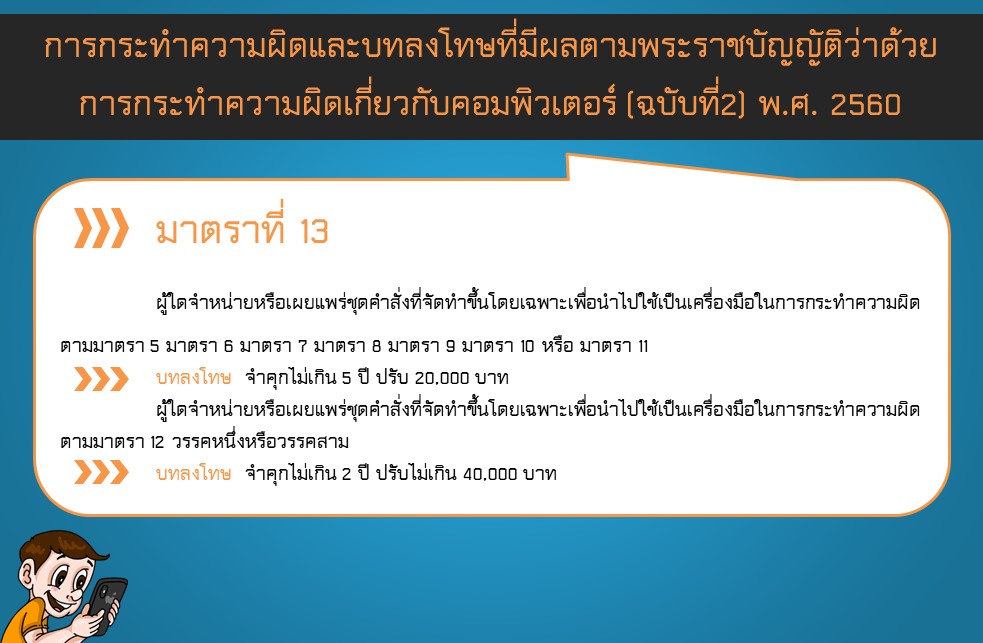 การกระทำความผิดและบทลงโทษที่มีผลตามพระราชบัญญัติว่าด้วย
การกระทำความผิดเกี่ยวกับคอมพิวเตอร์ (ฉบับที่2) พ.ศ. 2560
มาตราที่ 13
ผู้ใดจำหน่ายหรือเผยแพร่ชุดคำสั่งที่จัดทำขึ้นโดยเฉพาะเพื่อนำไปใช้เป็นเครื่องมือในการกระทำความผิด
ตามมาตรา 5 มาตรา 6 มาตรา 7 มาตรา 8 มาตรา 9 มาตรา 10 หรือ มาตรา 11
บทลงโทษ จำคุกไม่เกิน 5 ปี ปรับ 20,000 บาท
ผู้ใดจำหน่ายหรือเผยแพร่ชุดคำสั่งที่จัดทำขึ้นโดยเฉพาะเพื่อนำไปใช้เป็นเครื่องมือในการกระทำความผิด
ตามมาตรา 12 วรรคหนึ่งหรือวรรคสาม
บทลงโทษ จำคุกไม่เกิน 2 ปี ปรับไม่เกิน 40,000 บาท